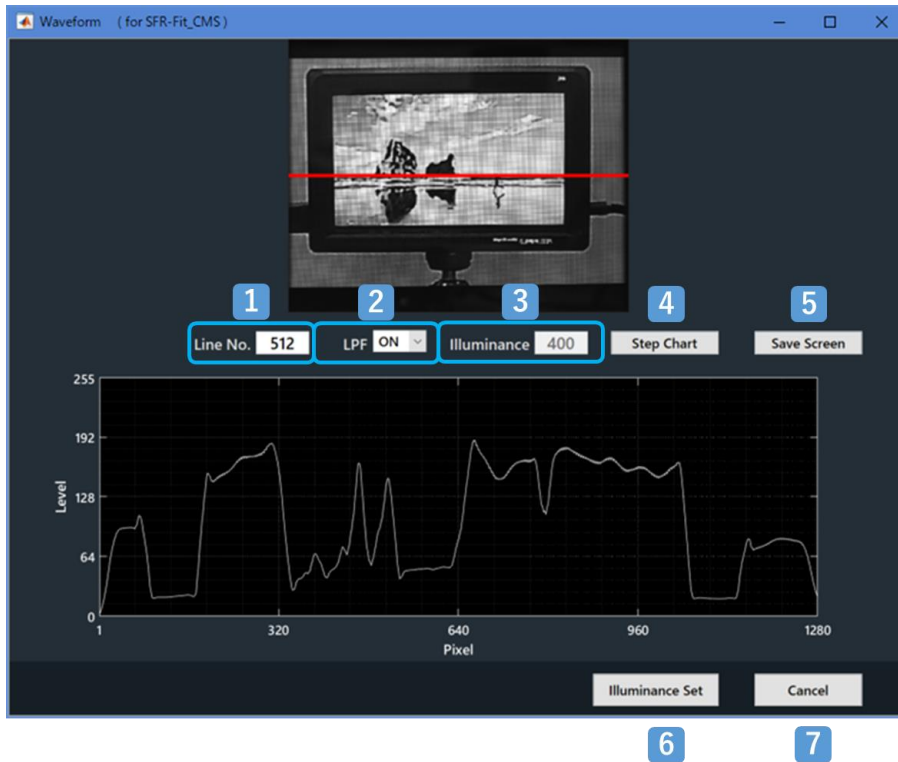 Waveform ( for SFR-Fit_CMS )
1 2 3 4 5
Line No. 512 LPF ON Illuminance 400 Step Chart Save Screen
255
192
128
64
0
Level
1 320 640 960 1280
Pixel
Illuminance Set Cancel
6 7